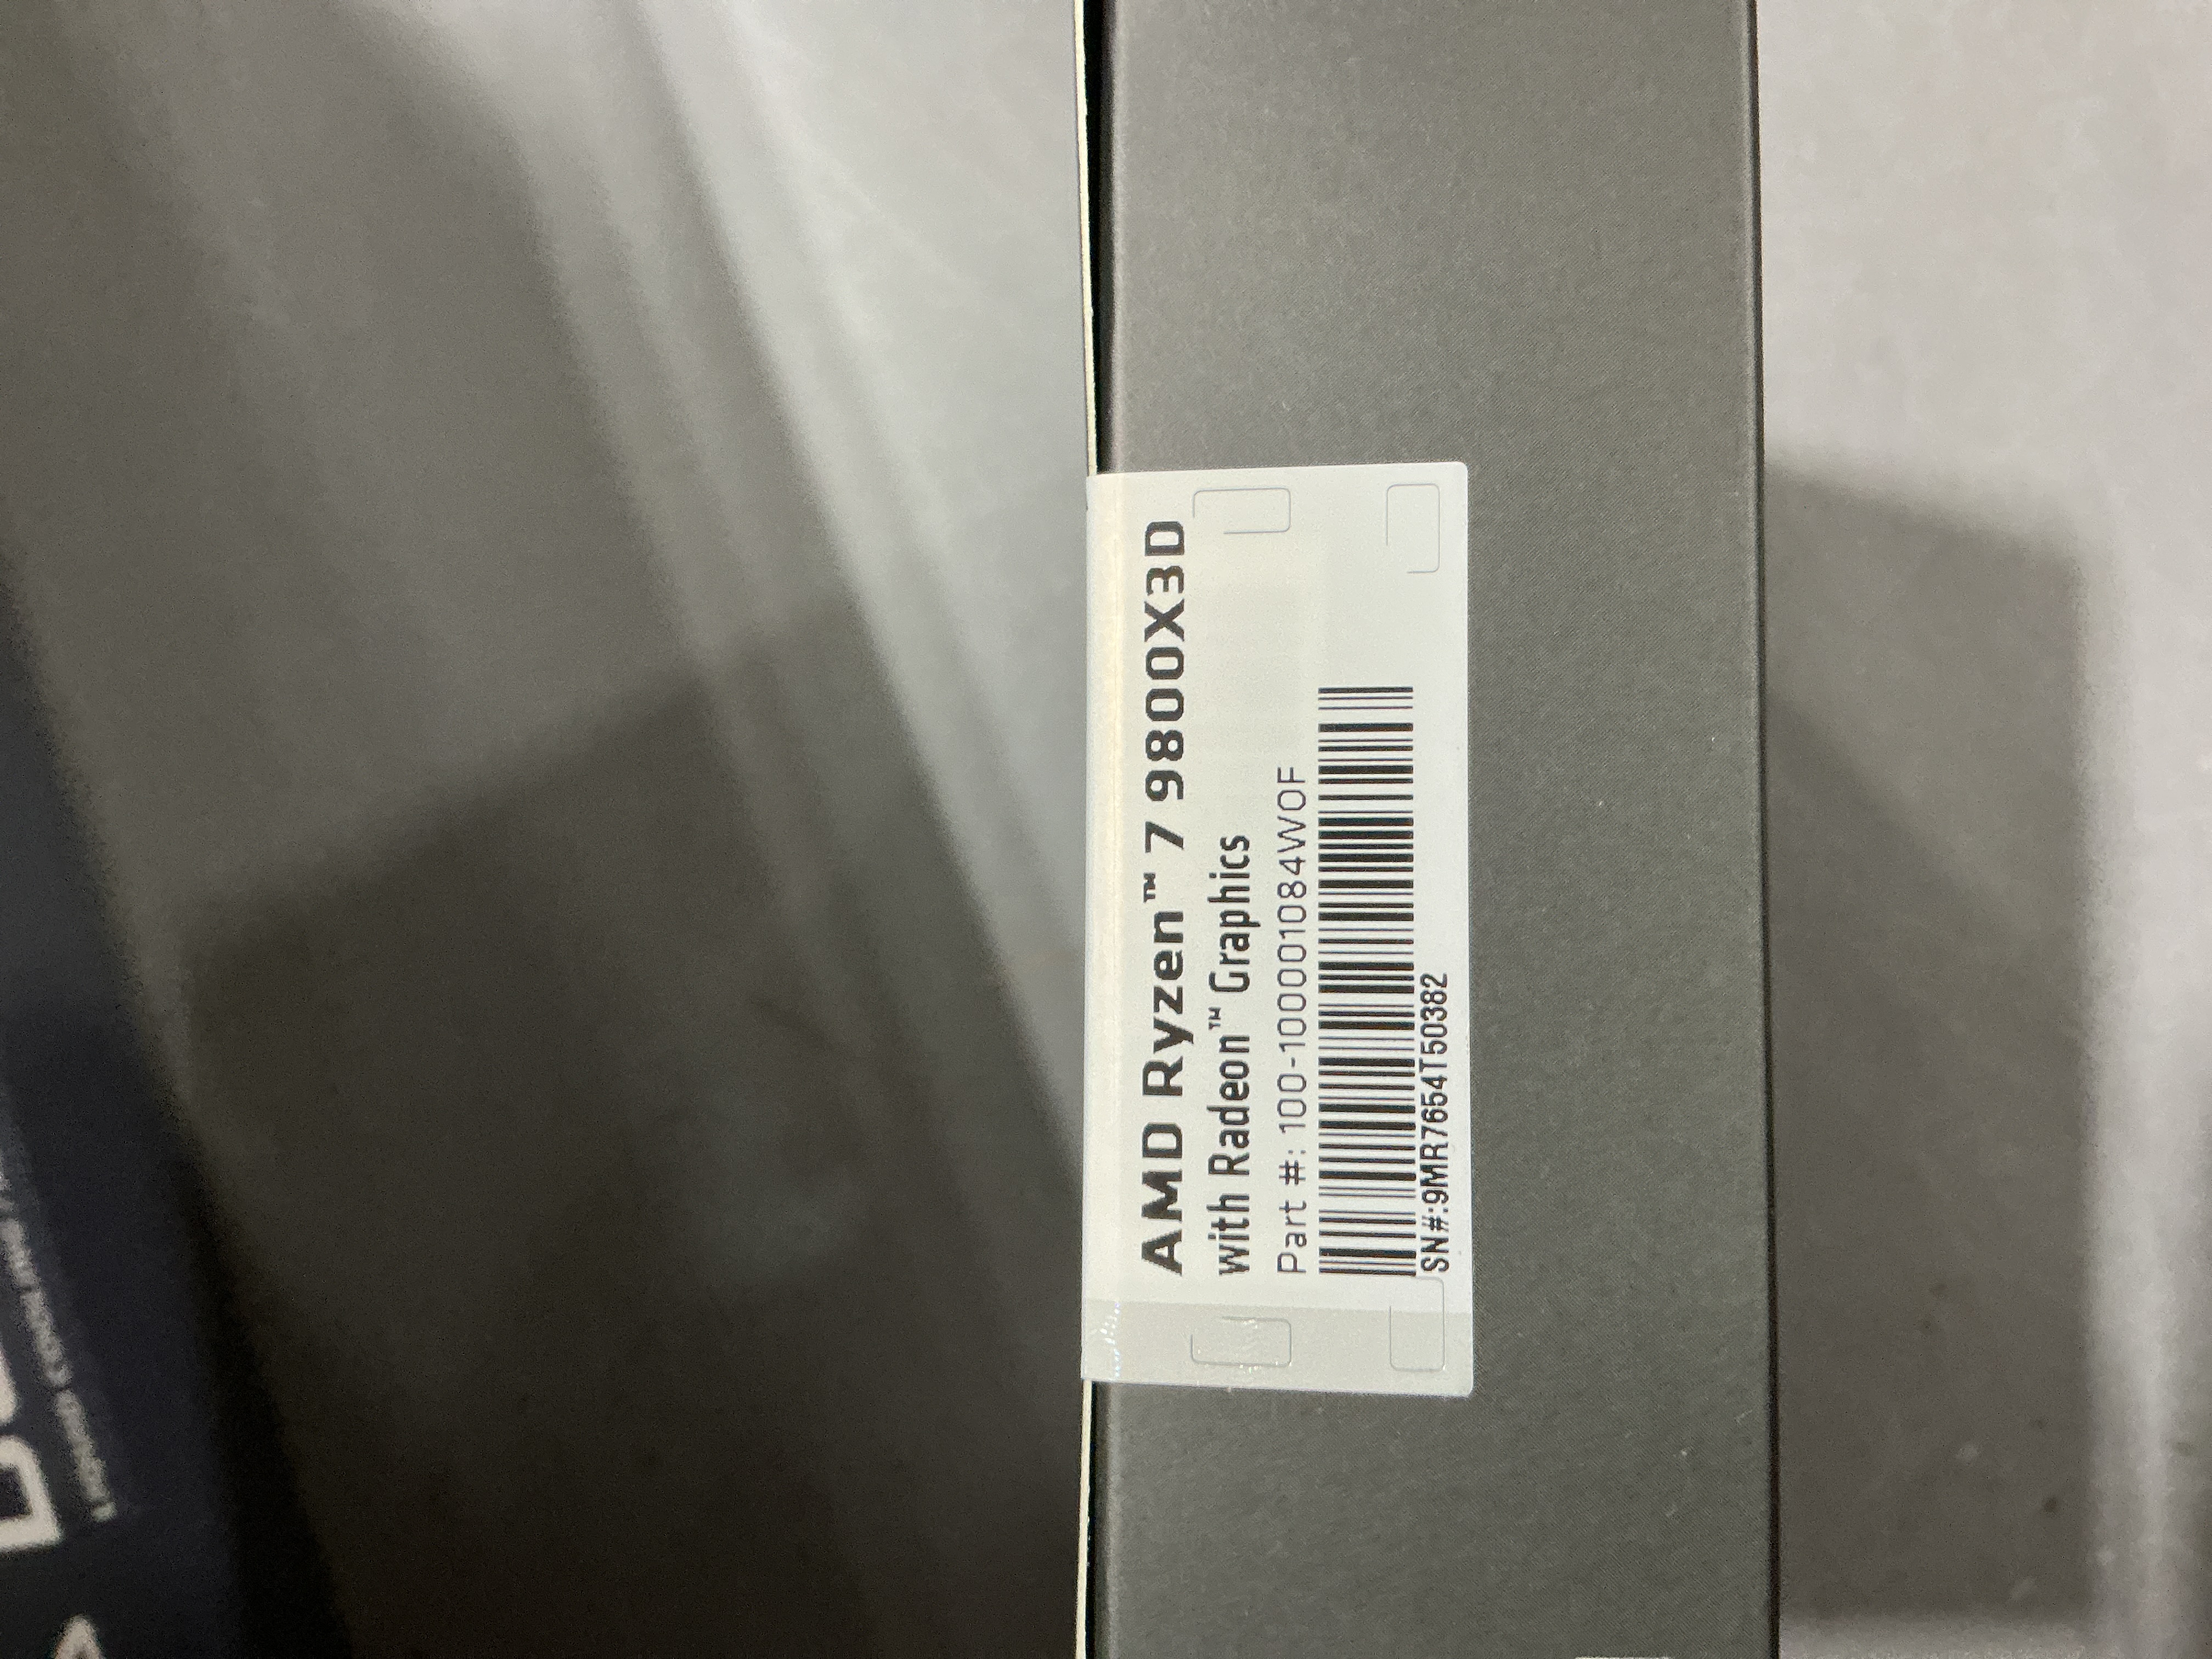 AMD Ryzen™ 7 9800X3D
with Radeon™ Graphics
Part #: 100-100001084WOF
SN#:9MR7654T50382